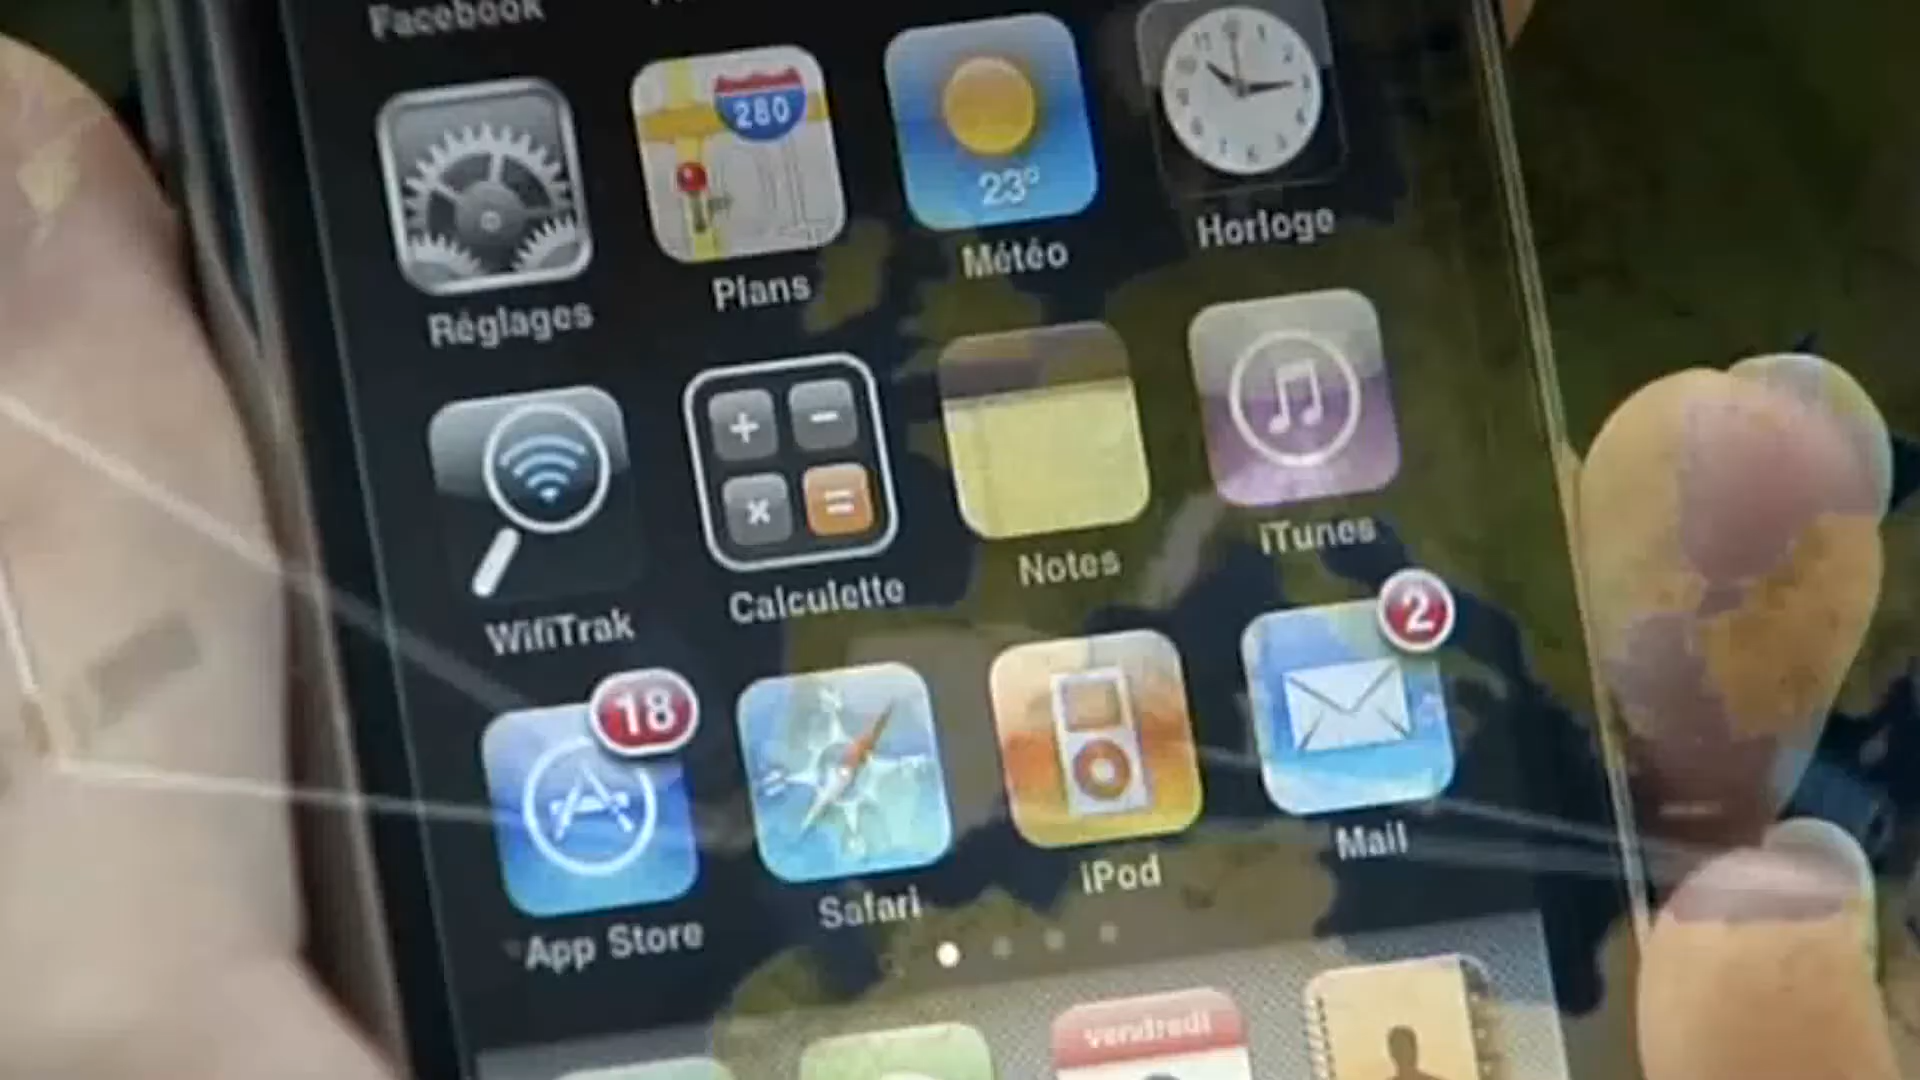 Facebook
280
23°
Réglages
Plans
Météo
Horloge
WifiTrak
Calculette
Notes
iTunes
18
2
App Store
Safari
iPod
Mail
vendredi